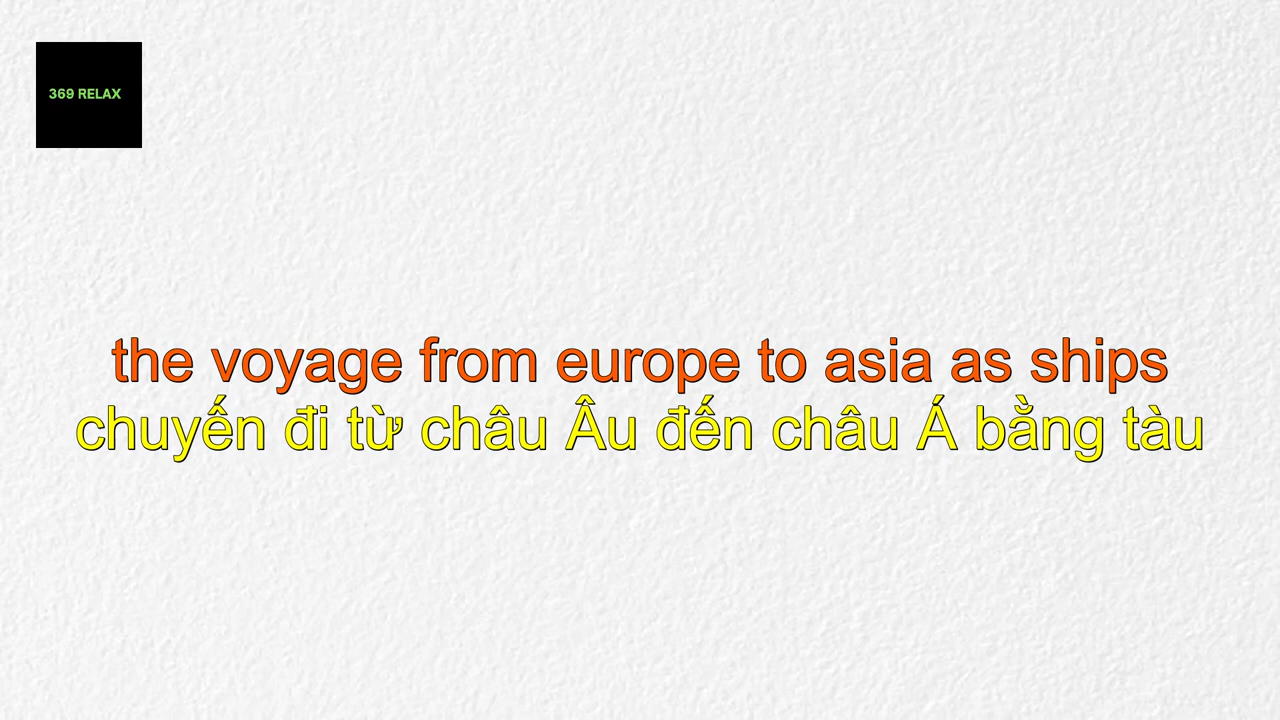 369 RELAX
the voyage from europe to asia as ships
chuyến đi từ châu Âu đến châu Á bằng tàu